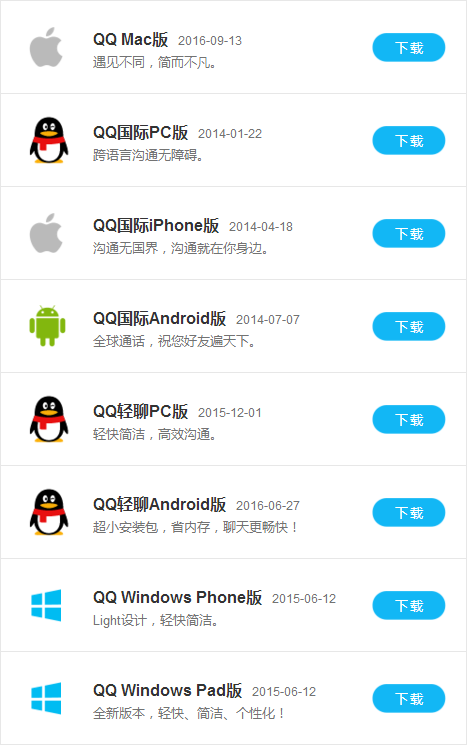 QQ Mac版 2016-09-13
下载
遇见不同，简而不凡。
QQ国际PC版 2014-01-22
下载
跨语言沟通无障碍。
QQ国际iPhone版 2014-04-18
下载
沟通无国界，沟通就在你身边。
QQ国际Android版 2014-07-07
下载
全球通话，祝您好友遍天下。
QQ轻聊PC版 2015-12-01
下载
轻快简洁，高效沟通。
QQ轻聊Android版 2016-06-27
下载
超小安装包，省内存，聊天更畅快！
QQ Windows Phone版 2015-06-12
下载
Light设计，轻快简洁。
QQ Windows Pad版 2015-06-12
下载
全新版本，轻快、简洁、个性化！